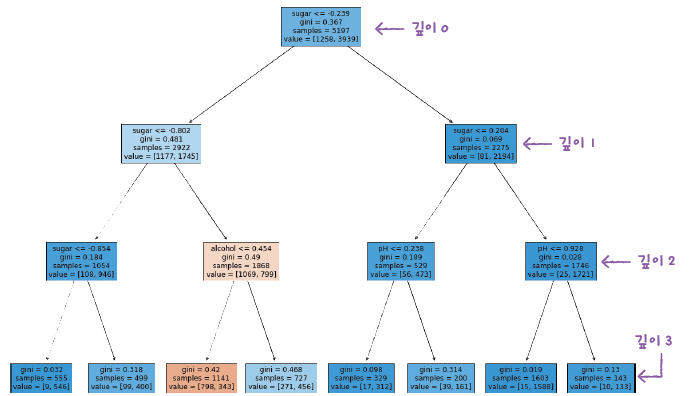 sugar <= -0.239
gini = 0.367
samples = 5197
value = [1258, 3939]
깊이 0
sugar <= -0.802
gini = 0.481
samples = 2922
value = [1177, 1745]
sugar <= 0.204
gini = 0.069
samples = 2275
value = [81, 2194]
깊이 1
sugar <= -0.854
gini = 0.184
samples = 1054
value = [108, 946]
alcohol <= 0.454
gini = 0.49
samples = 1868
value = [1069, 799]
pH <= 0.238
gini = 0.189
samples = 529
value = [56, 473]
pH <= 0.928
gini = 0.028
samples = 1746
value = [25, 1721]
깊이 2
깊이 3
gini = 0.032
samples = 555
value = [9, 546]
gini = 0.318
samples = 499
value = [99, 400]
gini = 0.42
samples = 1141
value = [798, 343]
gini = 0.468
samples = 727
value = [271, 456]
gini = 0.098
samples = 329
value = [17, 312]
gini = 0.314
samples = 200
value = [39, 161]
gini = 0.019
samples = 1603
value = [15, 1588]
gini = 0.13
samples = 143
value = [10, 133]